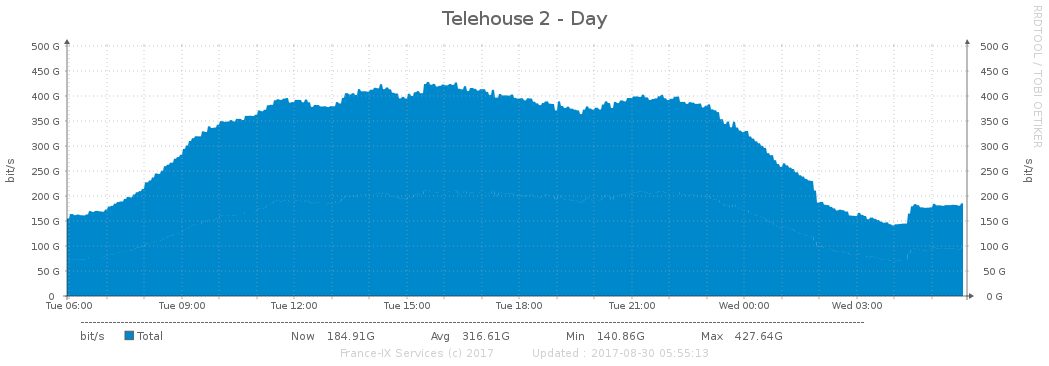 Telehouse 2 - Day
RRDTOOL / TOBI OETIKER
bit/s
500 G 500 G
450 G 450 G
400 G 400 G
350 G 350 G
300 G 300 G
250 G 250 G
200 G 200 G
150 G 150 G
100 G 100 G
50 G 50 G
0 0 G
bit/s
Tue 06:00 Tue 09:00 Tue 12:00 Tue 15:00 Tue 18:00 Tue 21:00 Wed 00:00 Wed 03:00
bit/s Total Now 184.91G Avg 316.61G Min 140.86G Max 427.64G
France-IX Services (c) 2017 Updated : 2017-08-30 05:55:13